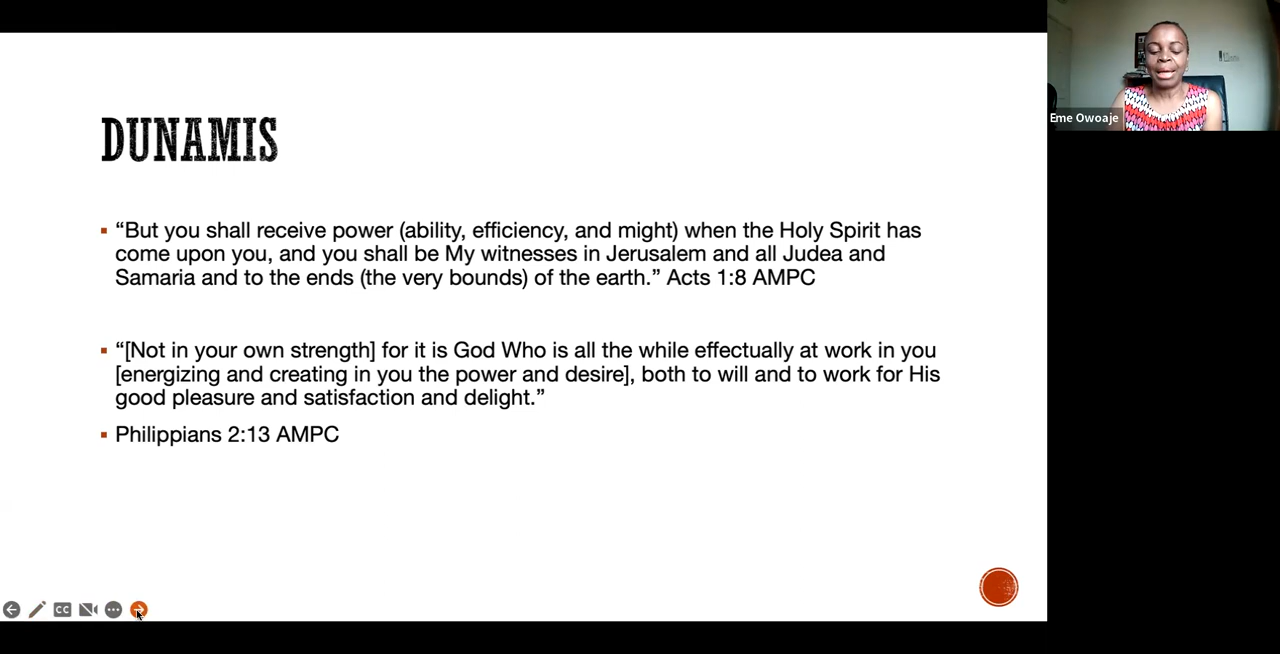 DUNAMIS
“But you shall receive power (ability, efficiency, and might) when the Holy Spirit has
come upon you, and you shall be My witnesses in Jerusalem and all Judea and
Samaria and to the ends (the very bounds) of the earth.” Acts 1:8 AMPC
“[Not in your own strength] for it is God Who is all the while effectually at work in you
[energizing and creating in you the power and desire], both to will and to work for His
good pleasure and satisfaction and delight.”
Philippians 2:13 AMPC
Eme Owoaje
CC